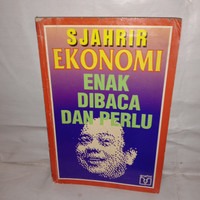 SJAHRIR
EKONOMI
ENAK
DIBACA
DAN PERLU